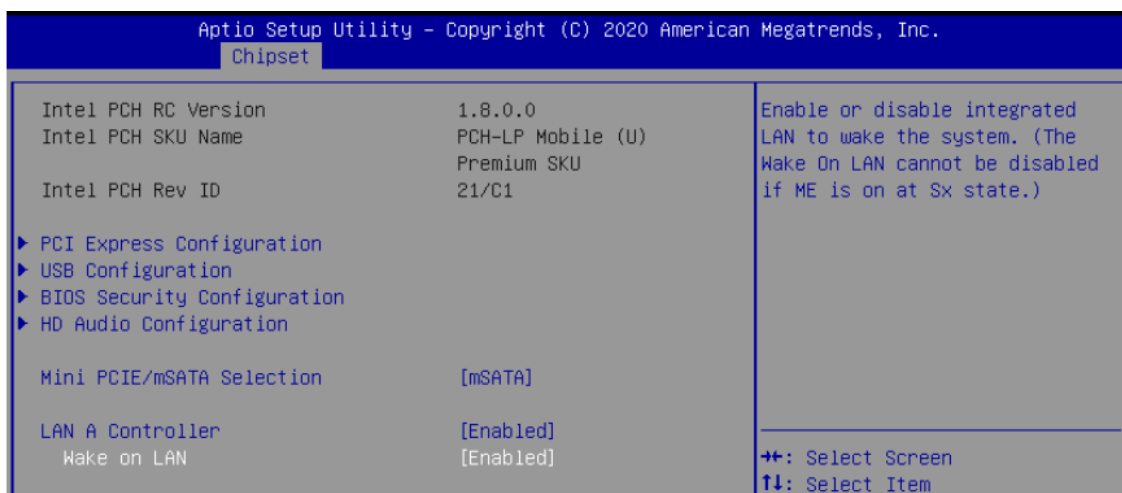 Aptio Setup Utility – Copyright (C) 2020 American Megatrends, Inc.
Chipset
Intel PCH RC Version 1.8.0.0
Intel PCH SKU Name PCH-LP Mobile (U)
Premium SKU
Intel PCH Rev ID 21/C1
▶ PCI Express Configuration
▶ USB Configuration
▶ BIOS Security Configuration
▶ HD Audio Configuration
Mini PCIE/mSATA Selection [mSATA]
LAN A Controller [Enabled]
Wake on LAN [Enabled]
Enable or disable integrated
LAN to wake the system. (The
Wake On LAN cannot be disabled
if ME is on at Sx state.)
→←: Select Screen
↑↓: Select Item